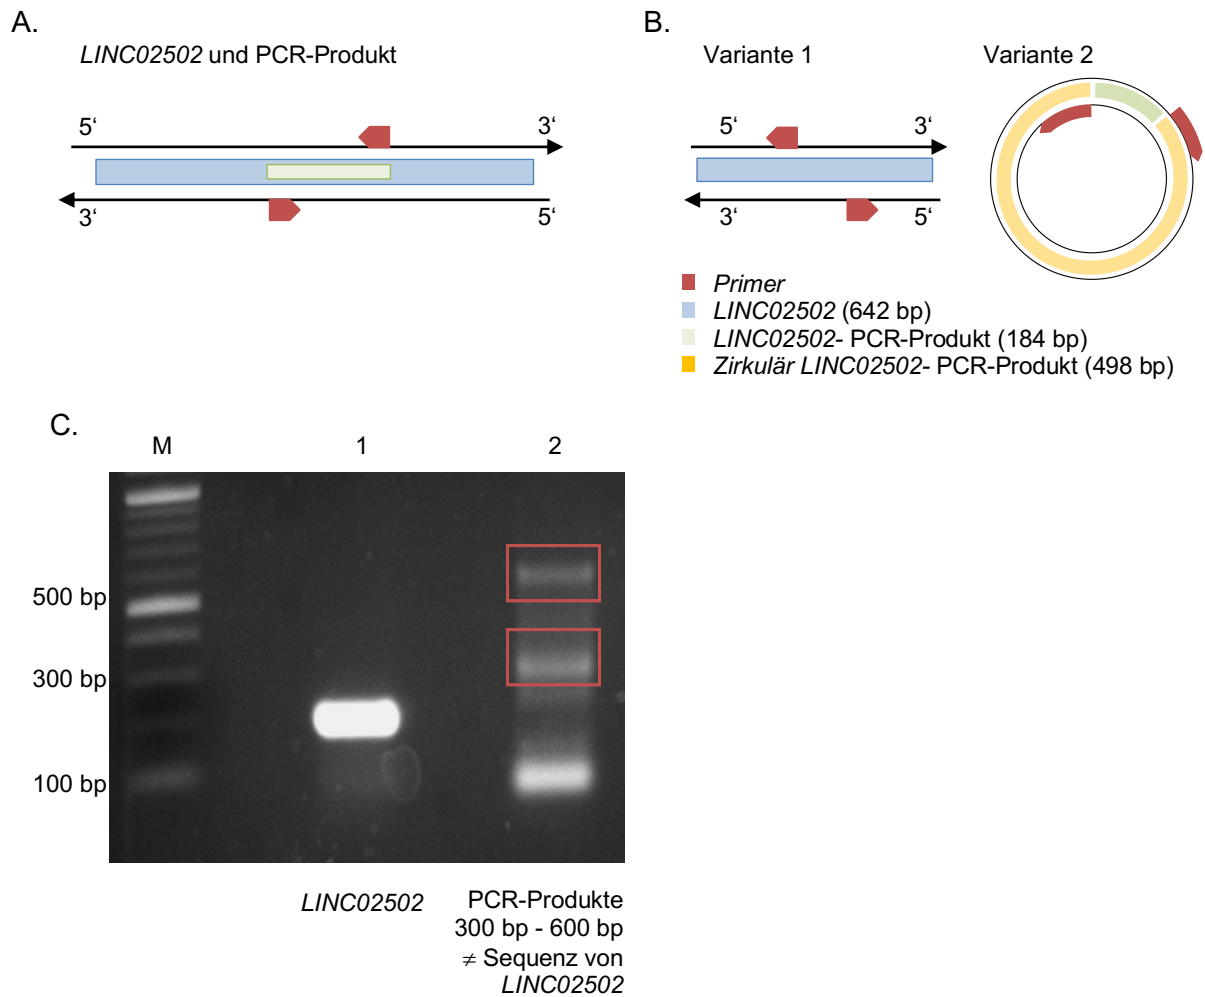 A.
LINC02502 und PCR-Produkt
5‘
3‘
3‘
5‘
B.
Variante 1
Variante 2
5‘
3‘
3‘
5‘
Primer
LINC02502 (642 bp)
LINC02502- PCR-Produkt (184 bp)
Zirkulär LINC02502- PCR-Produkt (498 bp)
C.
M
1
2
500 bp
300 bp
100 bp
LINC02502
PCR-Produkte
300 bp - 600 bp
≠ Sequenz von
LINC02502